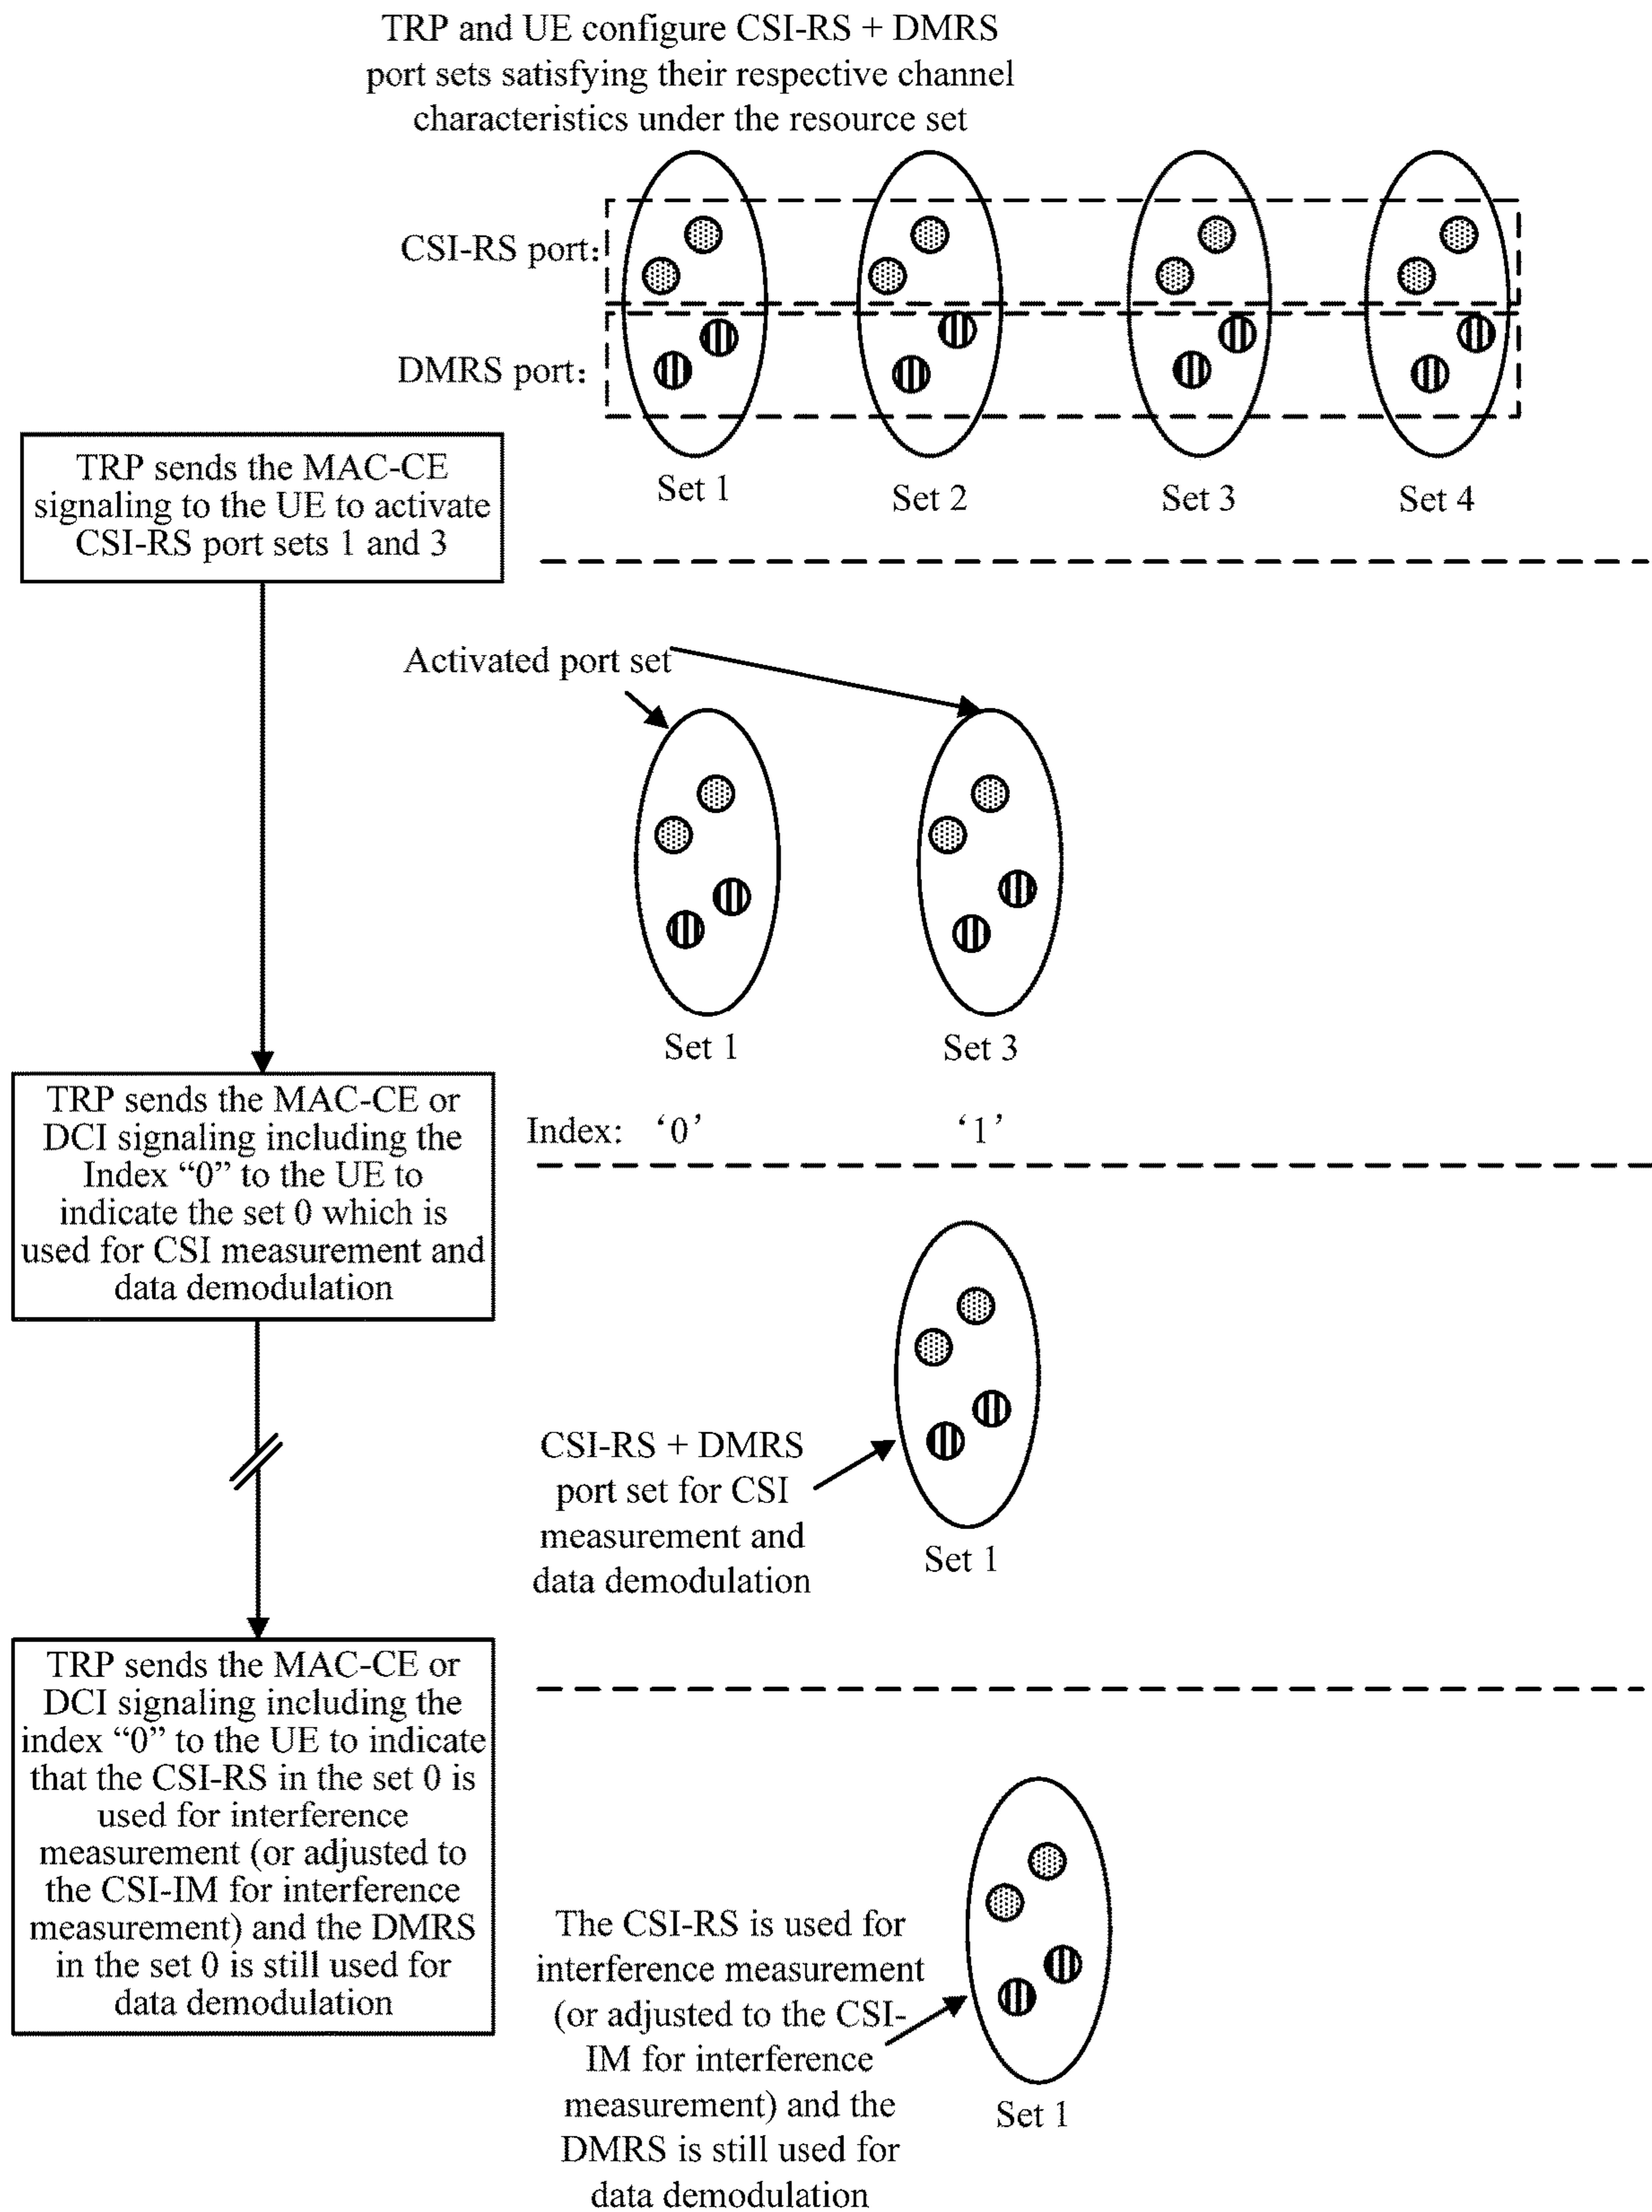 TRP and UE configure CSI-RS + DMRS
port sets satisfying their respective channel
characteristics under the resource set
CSI-RS port:
DMRS port:
Set 1
Set 2
Set 3
Set 4
TRP sends the MAC-CE
signaling to the UE to activate
CSI-RS port sets 1 and 3
Activated port set
Set 1
Set 3
Index: ‘0’ ‘1’
TRP sends the MAC-CE or
DCI signaling including the
Index “0” to the UE to
indicate the set 0 which is
used for CSI measurement and
data demodulation
CSI-RS + DMRS
port set for CSI
measurement and
data demodulation
Set 1
TRP sends the MAC-CE or
DCI signaling including the
index “0” to the UE to indicate
that the CSI-RS in the set 0 is
used for interference
measurement (or adjusted to
the CSI-IM for interference
measurement) and the DMRS
in the set 0 is still used for
data demodulation
The CSI-RS is used for
interference measurement
(or adjusted to the CSI-
IM for interference
measurement) and the
DMRS is still used for
data demodulation
Set 1